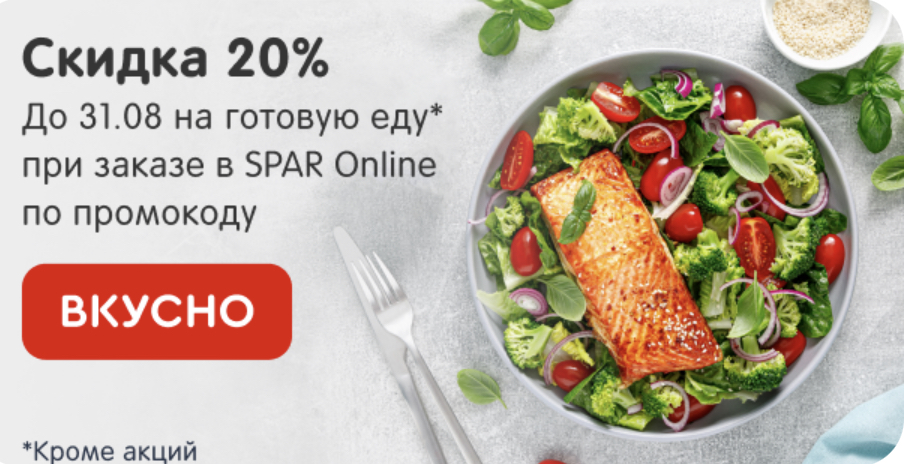 Скидка 20%
До 31.08 на готовую еду*
при заказе в SPAR Online
по промокоду
ВКУСНО
*Кроме акций